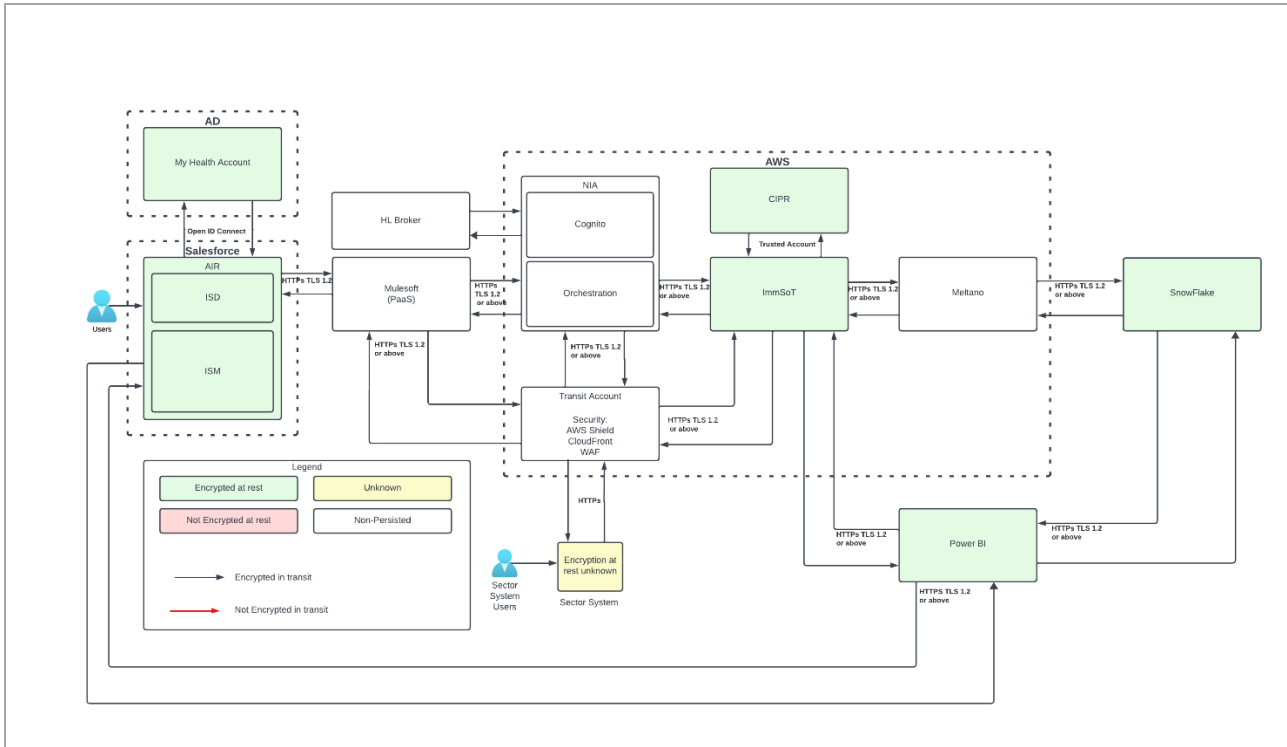 AD
My Health Account
Open ID Connect
Salesforce
AIR
ISD
ISM
Users
HTTPs TLS 1.2
HL Broker
Mulesoft
(PaaS)
HTTPs
TLS 1.2
or above
HTTPs TLS 1.2
or above
AWS
NIA
Cognito
Orchestration
HTTPs TLS 1.2
or above
HTTPs TLS 1.2
or above
Transit Account
Security:
AWS Shield
CloudFront
WAF
HTTPs TLS 1.2
or above
CIPR
Trusted Account
ImmSoT
HTTPs TLS 1.2
or above
Meltano
HTTPs TLS 1.2
or above
SnowFlake
HTTPs
Sector
System
Users
Encryption at
rest unknown
Sector System
HTTPs TLS 1.2
or above
Power BI
HTTPs TLS 1.2
or above
HTTPS TLS 1.2
or above
Legend
Encrypted at rest
Unknown
Not Encrypted at rest
Non-Persisted
Encrypted in transit
Not Encrypted in transit